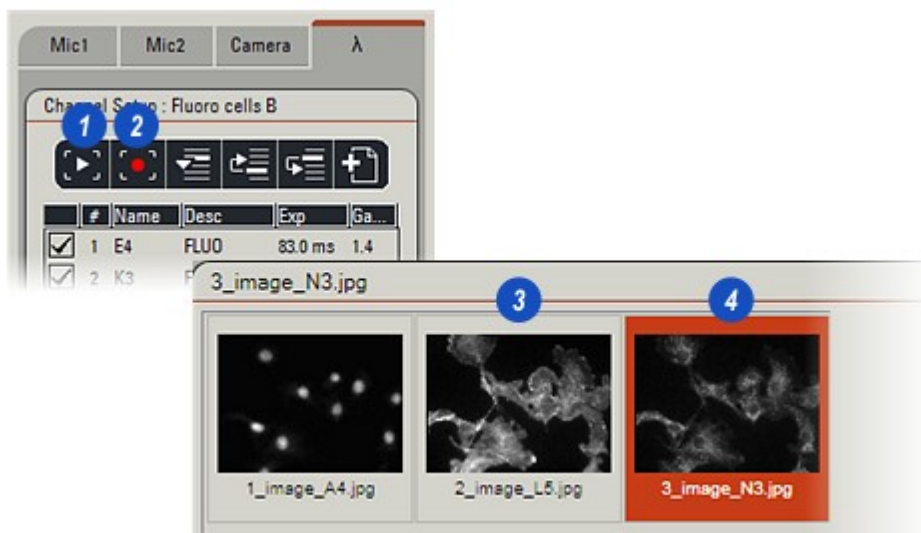 Mic1 Mic2 Camera λ
Channel Setup : Fluoro cells B
1 2
# Name Desc Exp Ga...
1 E4 FLUO 83.0 ms 1.4
2 K3
3_image_N3.jpg
3 4
1_image_A4.jpg 2_image_L5.jpg 3_image_N3.jpg